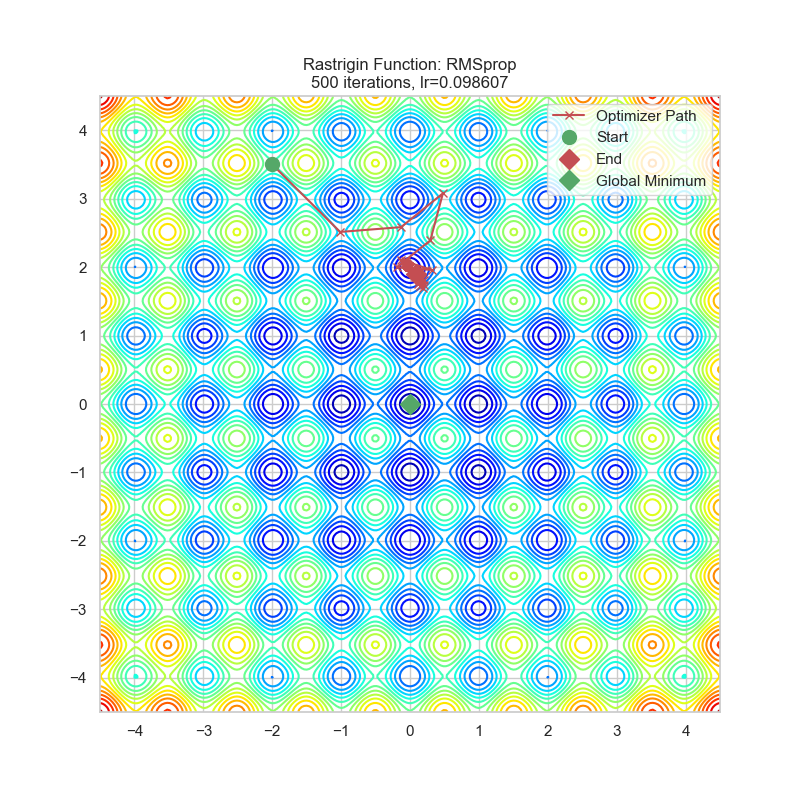 Rastrigin Function: RMSprop
500 iterations, lr=0.098607
Optimizer Path
Start
End
Global Minimum
4
3
2
1
0
−1
−2
−3
−4
−4 −3 −2 −1 0 1 2 3 4